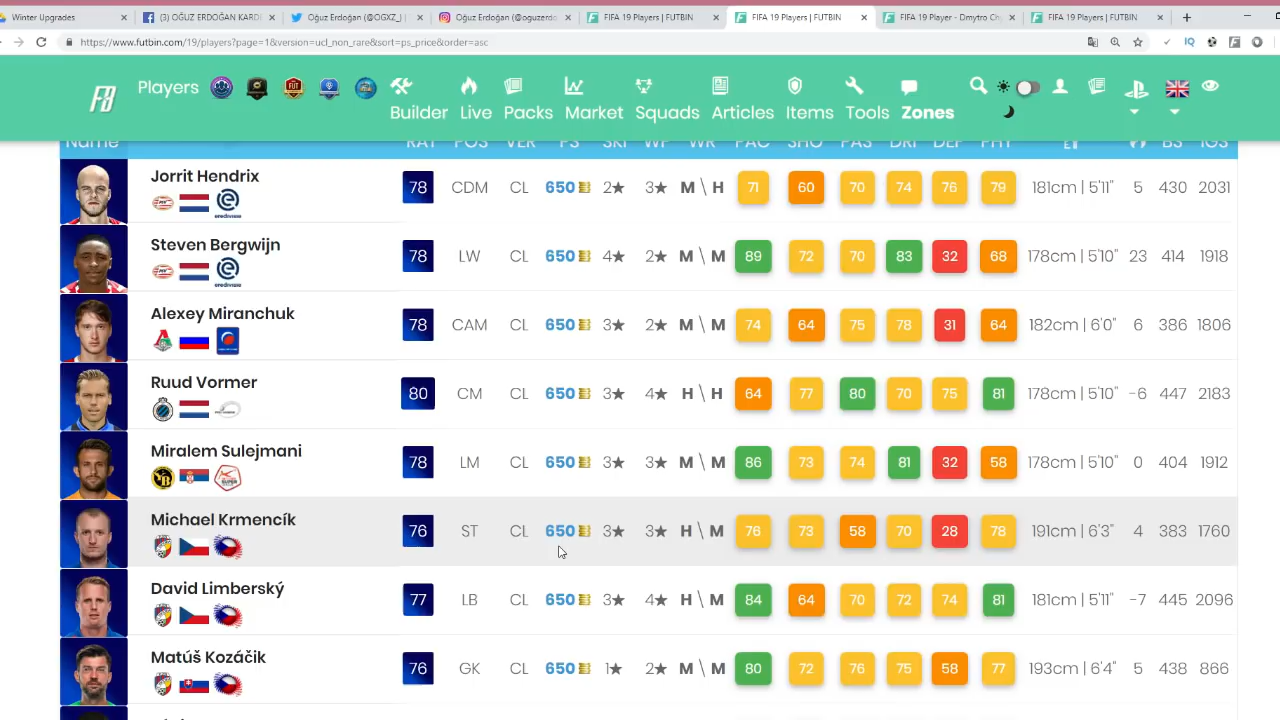 Winter Upgrades
(3) OĞUZ ERDOĞAN KARD
Oğuz Erdoğan (@OGXZ_)
Oğuz Erdoğan (@oguzerdo
FIFA 19 Players | FUTBIN
FIFA 19 Players | FUTBIN
FIFA 19 Player - Dmytro Ch
FIFA 19 Players | FUTBIN
https://www.futbin.com/19/players?page=1&version=ucl_non_rare&sort=ps_price&order=asc
IQ
Players
Builder Live Packs Market Squads Articles Items Tools Zones
Name RAT POS VER PS SKI WF WR PAC SHO PAS DRI DEF PHY BS IGS
Jorrit Hendrix 78 CDM CL 650 2★ 3★ M \ H 71 60 70 74 76 79 181cm | 5'11" 5 430 2031
eredivisie
Steven Bergwijn 78 LW CL 650 4★ 2★ M \ M 89 72 70 83 32 68 178cm | 5'10" 23 414 1918
eredivisie
Alexey Miranchuk 78 CAM CL 650 3★ 2★ M \ M 74 64 75 78 31 64 182cm | 6'0" 6 386 1806
Ruud Vormer 80 CM CL 650 3★ 4★ H \ H 64 77 80 70 75 81 178cm | 5'10" -6 447 2183
Miralem Sulejmani 78 LM CL 650 3★ 3★ M \ M 86 73 74 81 32 58 178cm | 5'10" 0 404 1912
Michael Krmencík 76 ST CL 650 3★ 3★ H \ M 76 73 58 70 28 78 191cm | 6'3" 4 383 1760
David Limberský 77 LB CL 650 3★ 4★ H \ M 84 64 70 72 74 81 181cm | 5'11" -7 445 2096
Matúš Kozáčik 76 GK CL 650 1★ 2★ M \ M 80 72 76 75 58 77 193cm | 6'4" 5 438 866